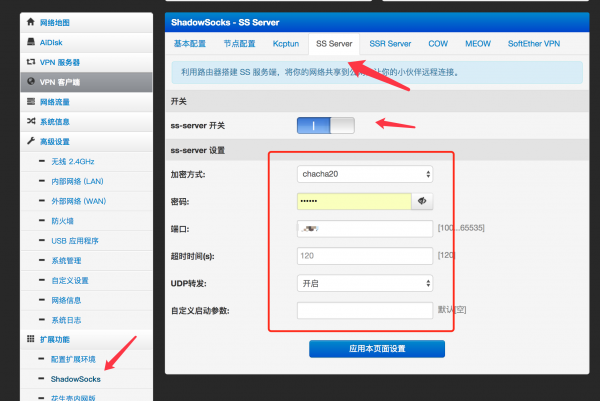 网络地图
AiDisk
VPN 服务器
VPN 客户端
网络流量
系统信息
高级设置
无线 2.4GHz
内部网络 (LAN)
外部网络 (WAN)
防火墙
USB 应用程序
系统管理
自定义设置
网络信息
系统日志
扩展功能
配置扩展环境
ShadowSocks
花生壳内网版
ShadowSocks - SS Server
基本配置 节点配置 Kcptun SS Server SSR Server COW MEOW SoftEther VPN
利用路由器搭建 SS 服务端，将你的网络共享到公 让你的小伙伴远程连接。
开关
ss-server 开关
ss-server 设置
加密方式: chacha20
密码: ••••••
端口: [100...65535]
超时时间(s): 120 [120]
UDP转发: 开启
自定义启动参数: 默认[空]
应用本页面设置